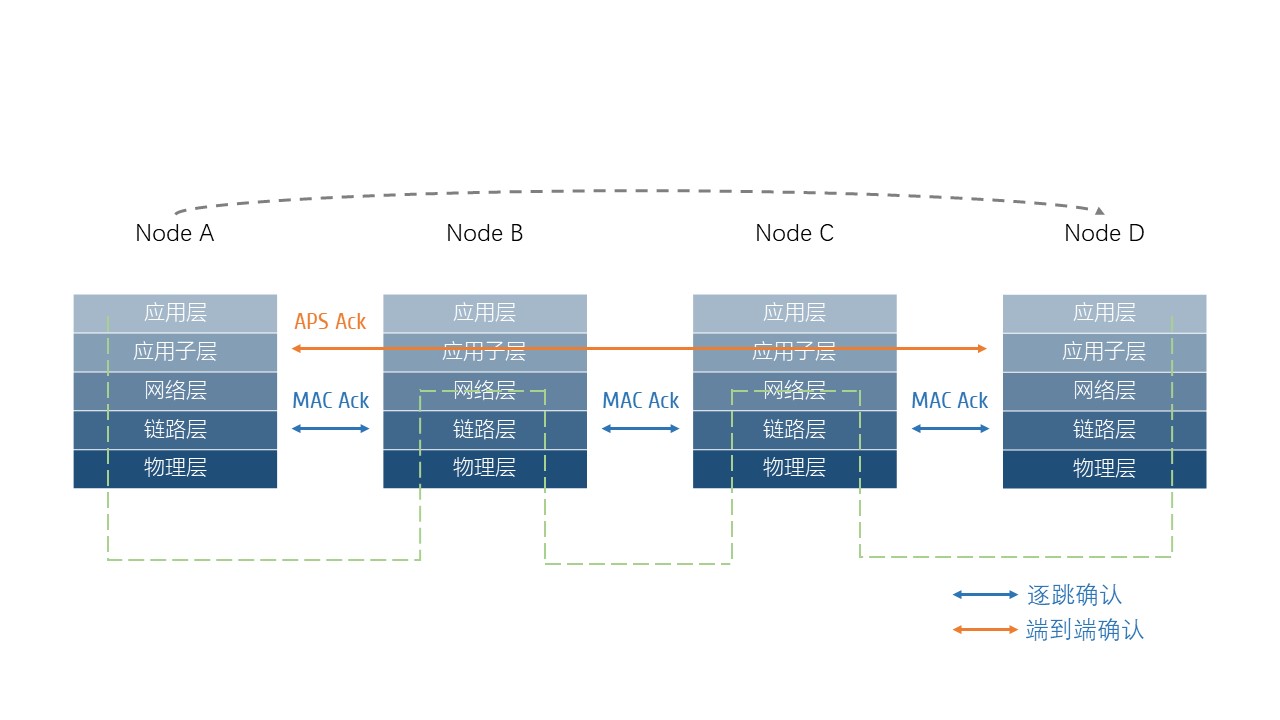 Node A Node B Node C Node D
应用层 APS Ack 应用层 应用层 应用层
应用子层 应用子层 应用子层 应用子层
网络层 MAC Ack 网络层 MAC Ack 网络层 MAC Ack 网络层
链路层 链路层 链路层 链路层
物理层 物理层 物理层 物理层
逐跳确认
端到端确认